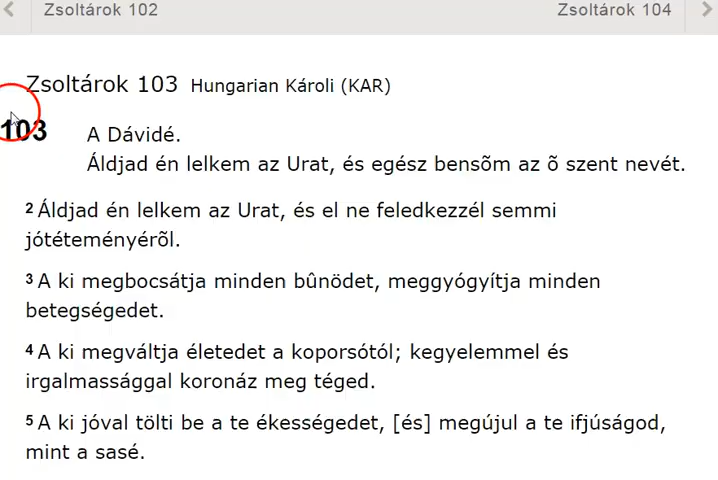 Zsoltárok 102
Zsoltárok 104
Zsoltárok 103 Hungarian Károli (KAR)
103 A Dávidé.
Áldjad én lelkem az Urat, és egész bensõm az õ szent nevét.
2 Áldjad én lelkem az Urat, és el ne feledkezzél semmi
jótéteményérõl.
3 A ki megbocsátja minden bûnödet, meggyógyítja minden
betegségedet.
4 A ki megváltja életedet a koporsótól; kegyelemmel és
irgalmassággal koronáz meg téged.
5 A ki jóval tölti be a te ékességedet, [és] megújul a te ifjúságod,
mint a sasé.